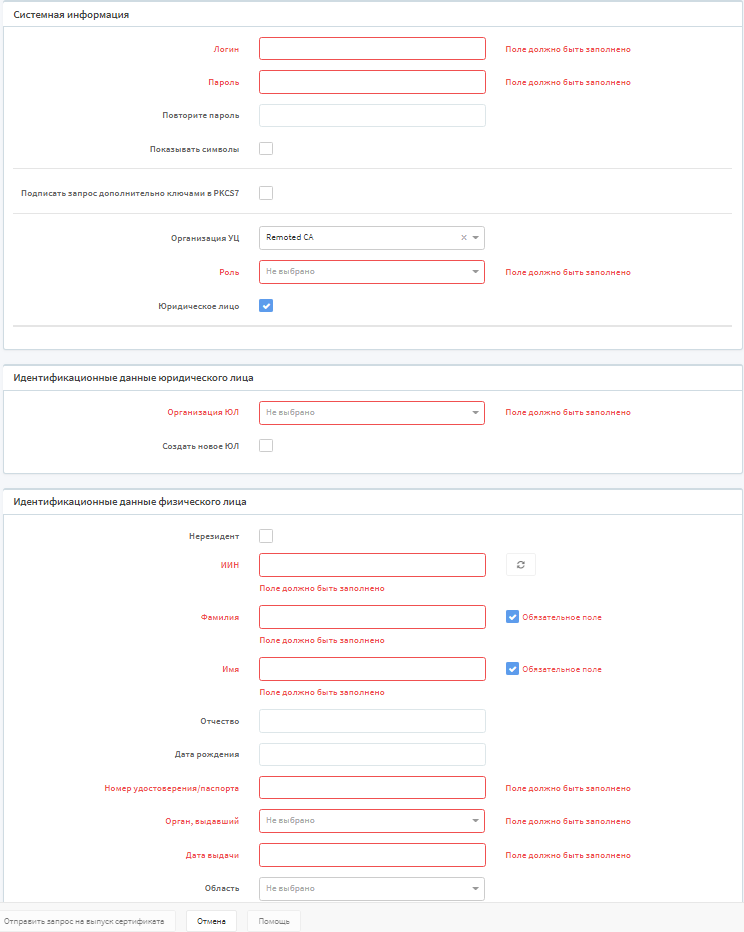 Системная информация
Логин Поле должно быть заполнено
Пароль Поле должно быть заполнено
Повторите пароль
Показывать символы
Подписать запрос дополнительно ключами в PKCS7
Организация УЦ Remoted CA ×
Роль Не выбрано Поле должно быть заполнено
Юридическое лицо
Идентификационные данные юридического лица
Организация ЮЛ Не выбрано Поле должно быть заполнено
Создать новое ЮЛ
Идентификационные данные физического лица
Нерезидент
ИИН
Поле должно быть заполнено
Фамилия Обязательное поле
Поле должно быть заполнено
Имя Обязательное поле
Поле должно быть заполнено
Отчество
Дата рождения
Номер удостоверения/паспорта Поле должно быть заполнено
Орган, выдавший Не выбрано Поле должно быть заполнено
Дата выдачи Поле должно быть заполнено
Область Не выбрано
Отправить запрос на выпуск сертификата Отмена Помощь